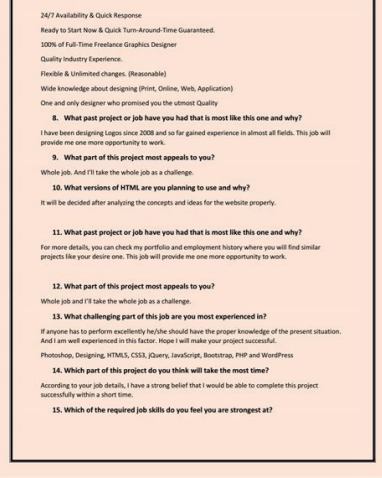 24/7 Availability & Quick Response
Ready to Start Now & Quick Turn-Around-Time Guaranteed.
100% of Full-Time Freelance Graphics Designer
Quality Industry Experience.
Flexible & Unlimited changes. (Reasonable)
Wide knowledge about designing (Print, Online, Web, Application)
One and only designer who promised you the utmost Quality
8. What past project or job have you had that is most like this one and why?
I have been designing Logos since 2008 and so far gained experience in almost all fields. This job will
provide me one more opportunity to work.
9. What part of this project most appeals to you?
Whole job. And I'll take the whole job as a challenge.
10. What versions of HTML are you planning to use and why?
It will be decided after analyzing the concepts and ideas for the website properly.
11. What past project or job have you had that is most like this one and why?
For more details, you can check my portfolio and employment history where you will find similar
projects like your desire one. This job will provide me one more opportunity to work.
12. What part of this project most appeals to you?
Whole job and I'll take the whole job as a challenge.
13. What challenging part of this job are you most experienced in?
If anyone has to perform excellently he/she should have the proper knowledge of the present situation.
And I am well experienced in this factor. Hope I will make your project successful.
Photoshop, Designing, HTML5, CSS3, jQuery, JavaScript, Bootstrap, PHP and WordPress
14. Which part of this project do you think will take the most time?
According to your job details, I have a strong belief that I would be able to complete this project
successfully within a short time.
15. Which of the required job skills do you feel you are strongest at?